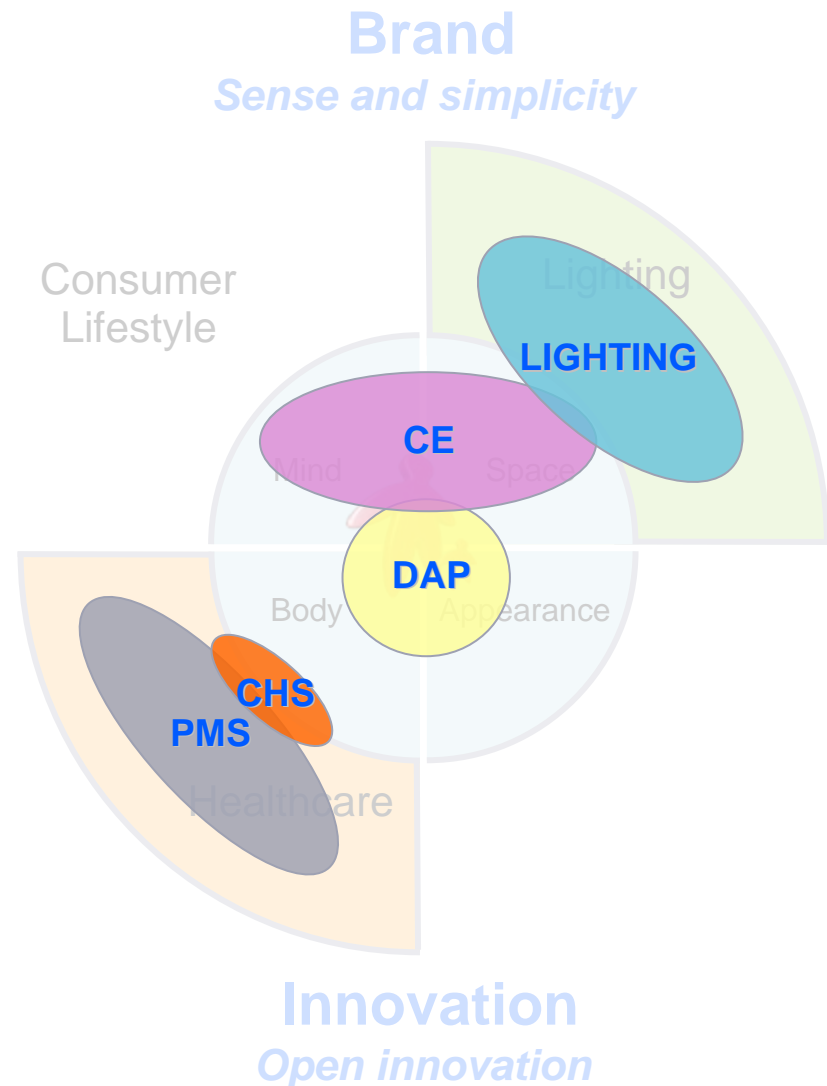 Brand
Sense and simplicity
Consumer
Lifestyle
Lighting
LIGHTING
CE
Mind
Space
DAP
Body
Appearance
CHS
PMS
Healthcare
Innovation
Open innovation